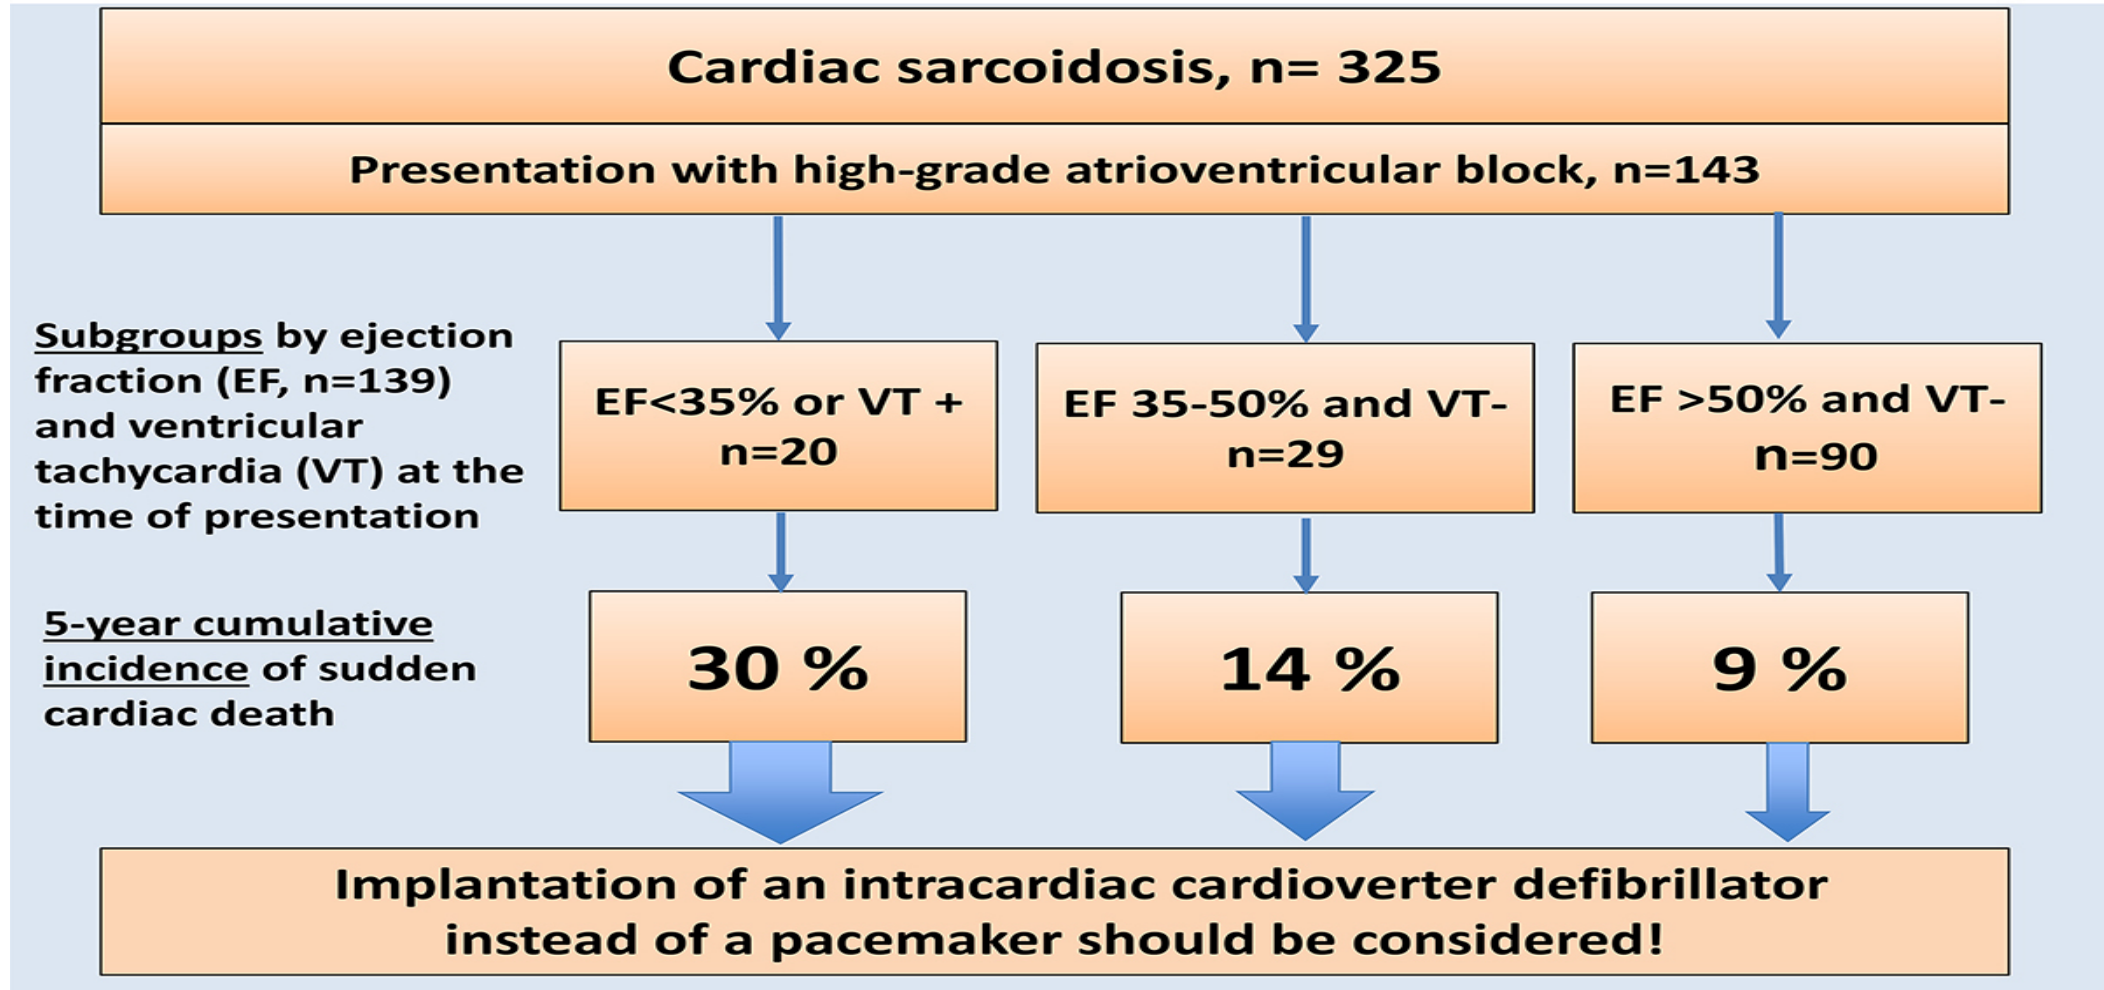 Cardiac sarcoidosis, n= 325
Presentation with high-grade atrioventricular block, n=143
Subgroups by ejection
fraction (EF, n=139)
and ventricular
tachycardia (VT) at the
time of presentation
EF<35% or VT +
n=20
EF 35-50% and VT-
n=29
EF >50% and VT-
n=90
5-year cumulative
incidence of sudden
cardiac death
30 %
14 %
9 %
Implantation of an intracardiac cardioverter defibrillator
instead of a pacemaker should be considered!